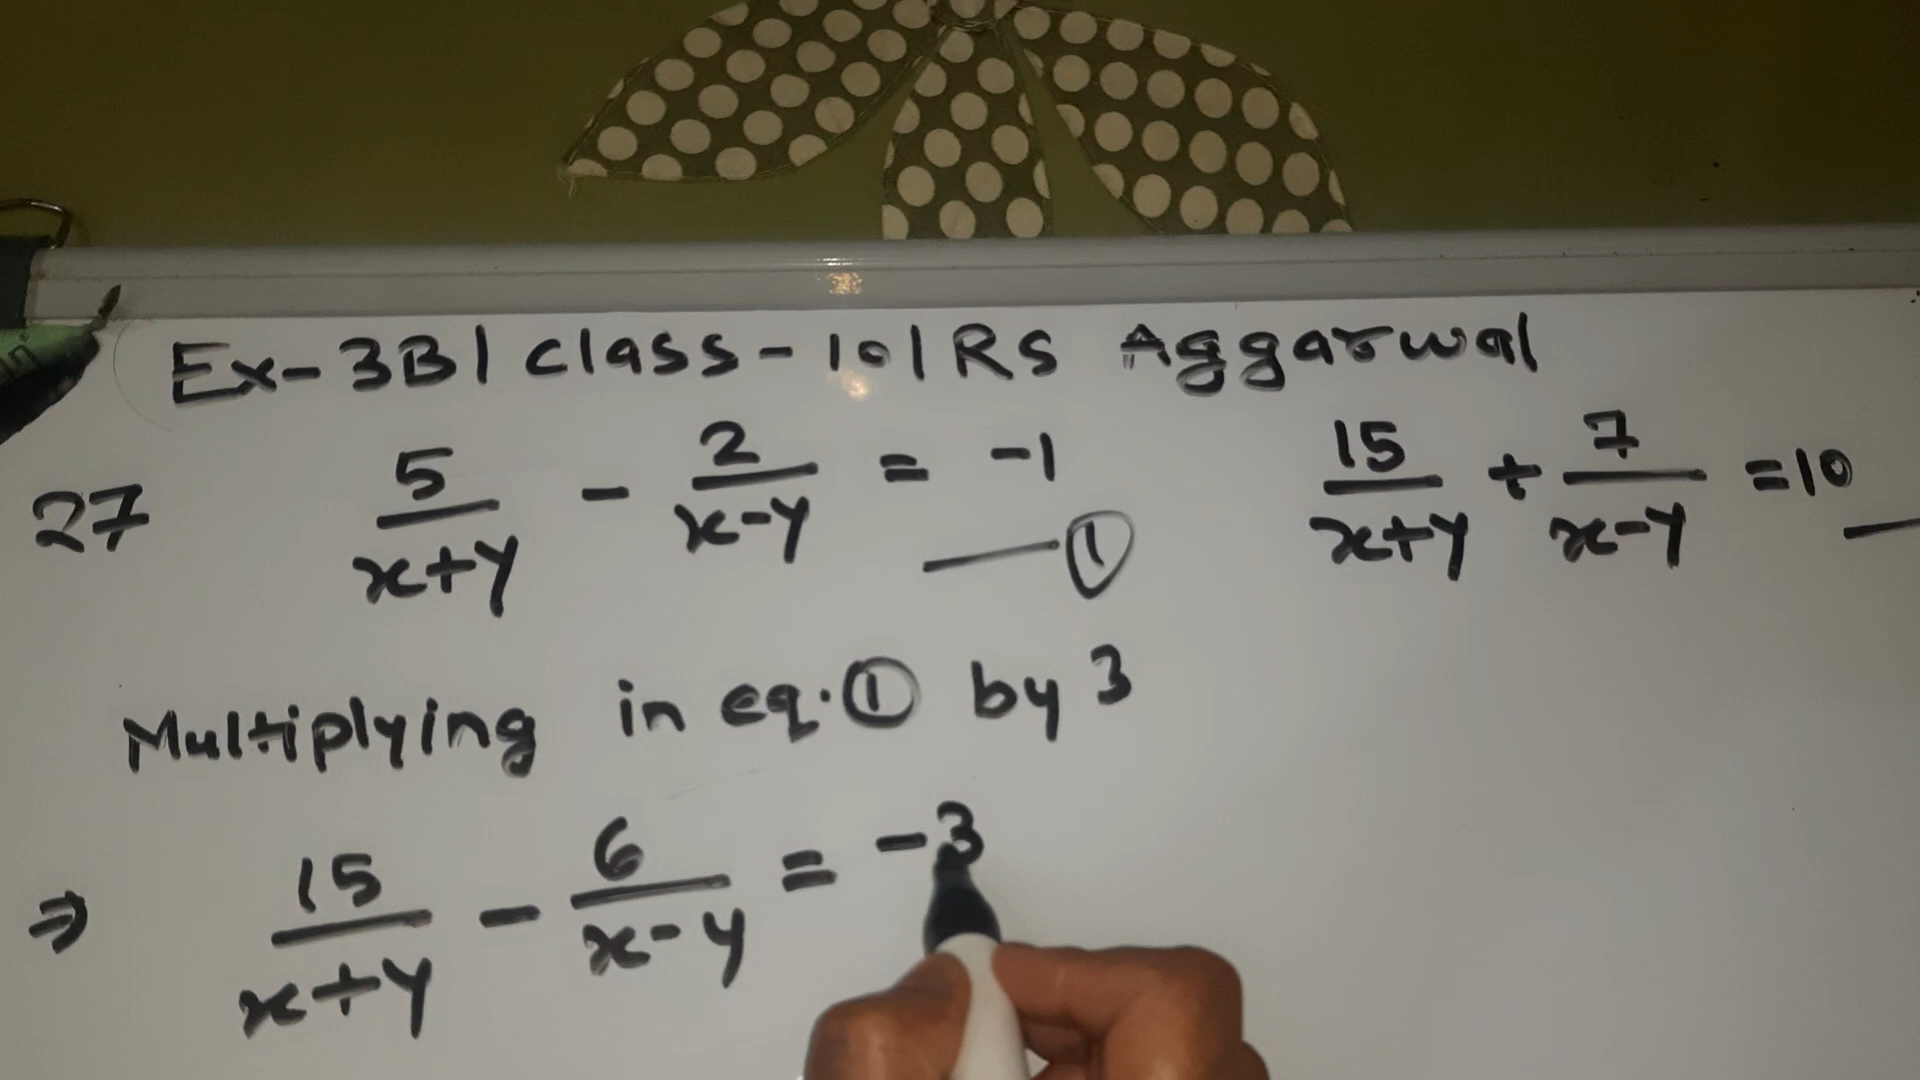 Ex-3B | Class-10 | RS Aggarwal
27 5/(x+y) - 2/(x-y) = -1 —① 15/(x+y) + 7/(x-y) = 10 —
Multiplying in eq.① by 3
⇒ 15/(x+y) - 6/(x-y) = -3